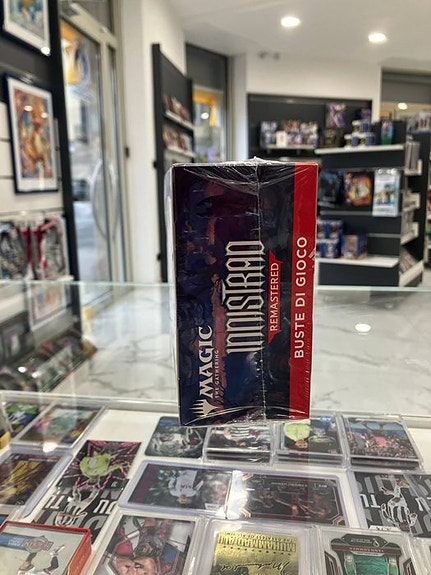 MAGIC
THE GATHERING
INNISTRAD
REMASTERED
BUSTE DI GIOCO